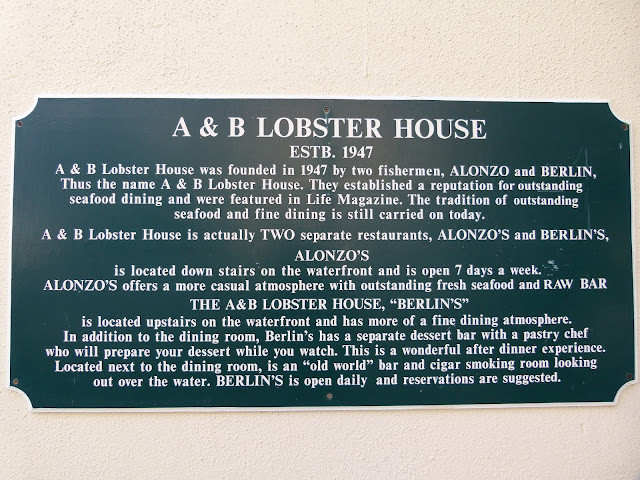 A & B LOBSTER HOUSE
ESTB. 1947
A & B Lobster House was founded in 1947 by two fishermen, ALONZO and BERLIN,
Thus the name A & B Lobster House. They established a reputation for outstanding
seafood dining and were featured in Life Magazine. The tradition of outstanding
seafood and fine dining is still carried on today.
A & B Lobster House is actually TWO separate restaurants, ALONZO'S and BERLIN'S,
ALONZO'S
is located down stairs on the waterfront and is open 7 days a week.
ALONZO'S offers a more casual atmosphere with outstanding fresh seafood and RAW BAR
THE A&B LOBSTER HOUSE, "BERLIN'S"
is located upstairs on the waterfront and has more of a fine dining atmosphere.
In addition to the dining room, Berlin's has a separate dessert bar with a pastry chef
who will prepare your dessert while you watch. This is a wonderful after dinner experience.
Located next to the dining room, is an "old world" bar and cigar smoking room looking
out over the water. BERLIN'S is open daily and reservations are suggested.